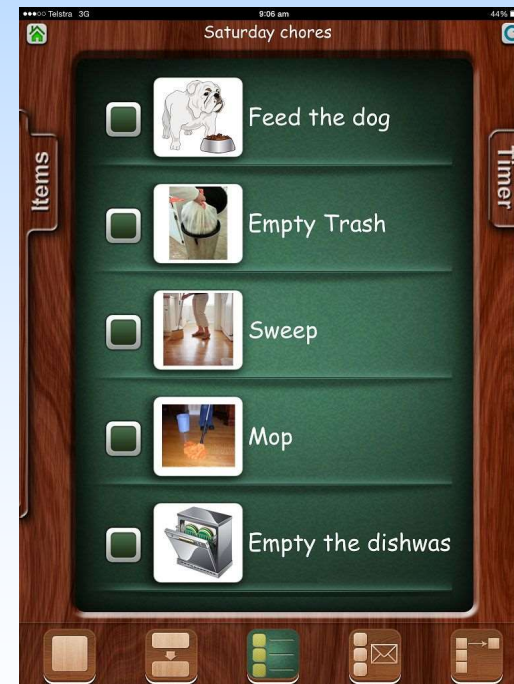 Telstra 3G 9:06 am 44%
Saturday chores
Items
Timer
Feed the dog
Empty Trash
Sweep
Mop
Empty the dishwas